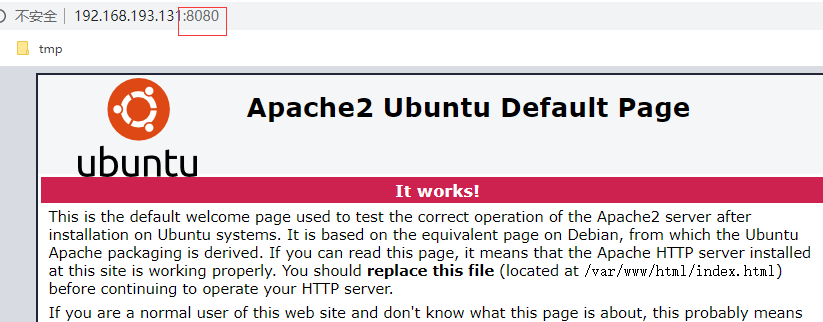 不安全 | 192.168.193.131:8080
tmp
Apache2 Ubuntu Default Page
ubuntu
It works!
This is the default welcome page used to test the correct operation of the Apache2 server after
installation on Ubuntu systems. It is based on the equivalent page on Debian, from which the Ubuntu
Apache packaging is derived. If you can read this page, it means that the Apache HTTP server installed
at this site is working properly. You should replace this file (located at /var/www/html/index.html)
before continuing to operate your HTTP server.
If you are a normal user of this web site and don't know what this page is about, this probably means